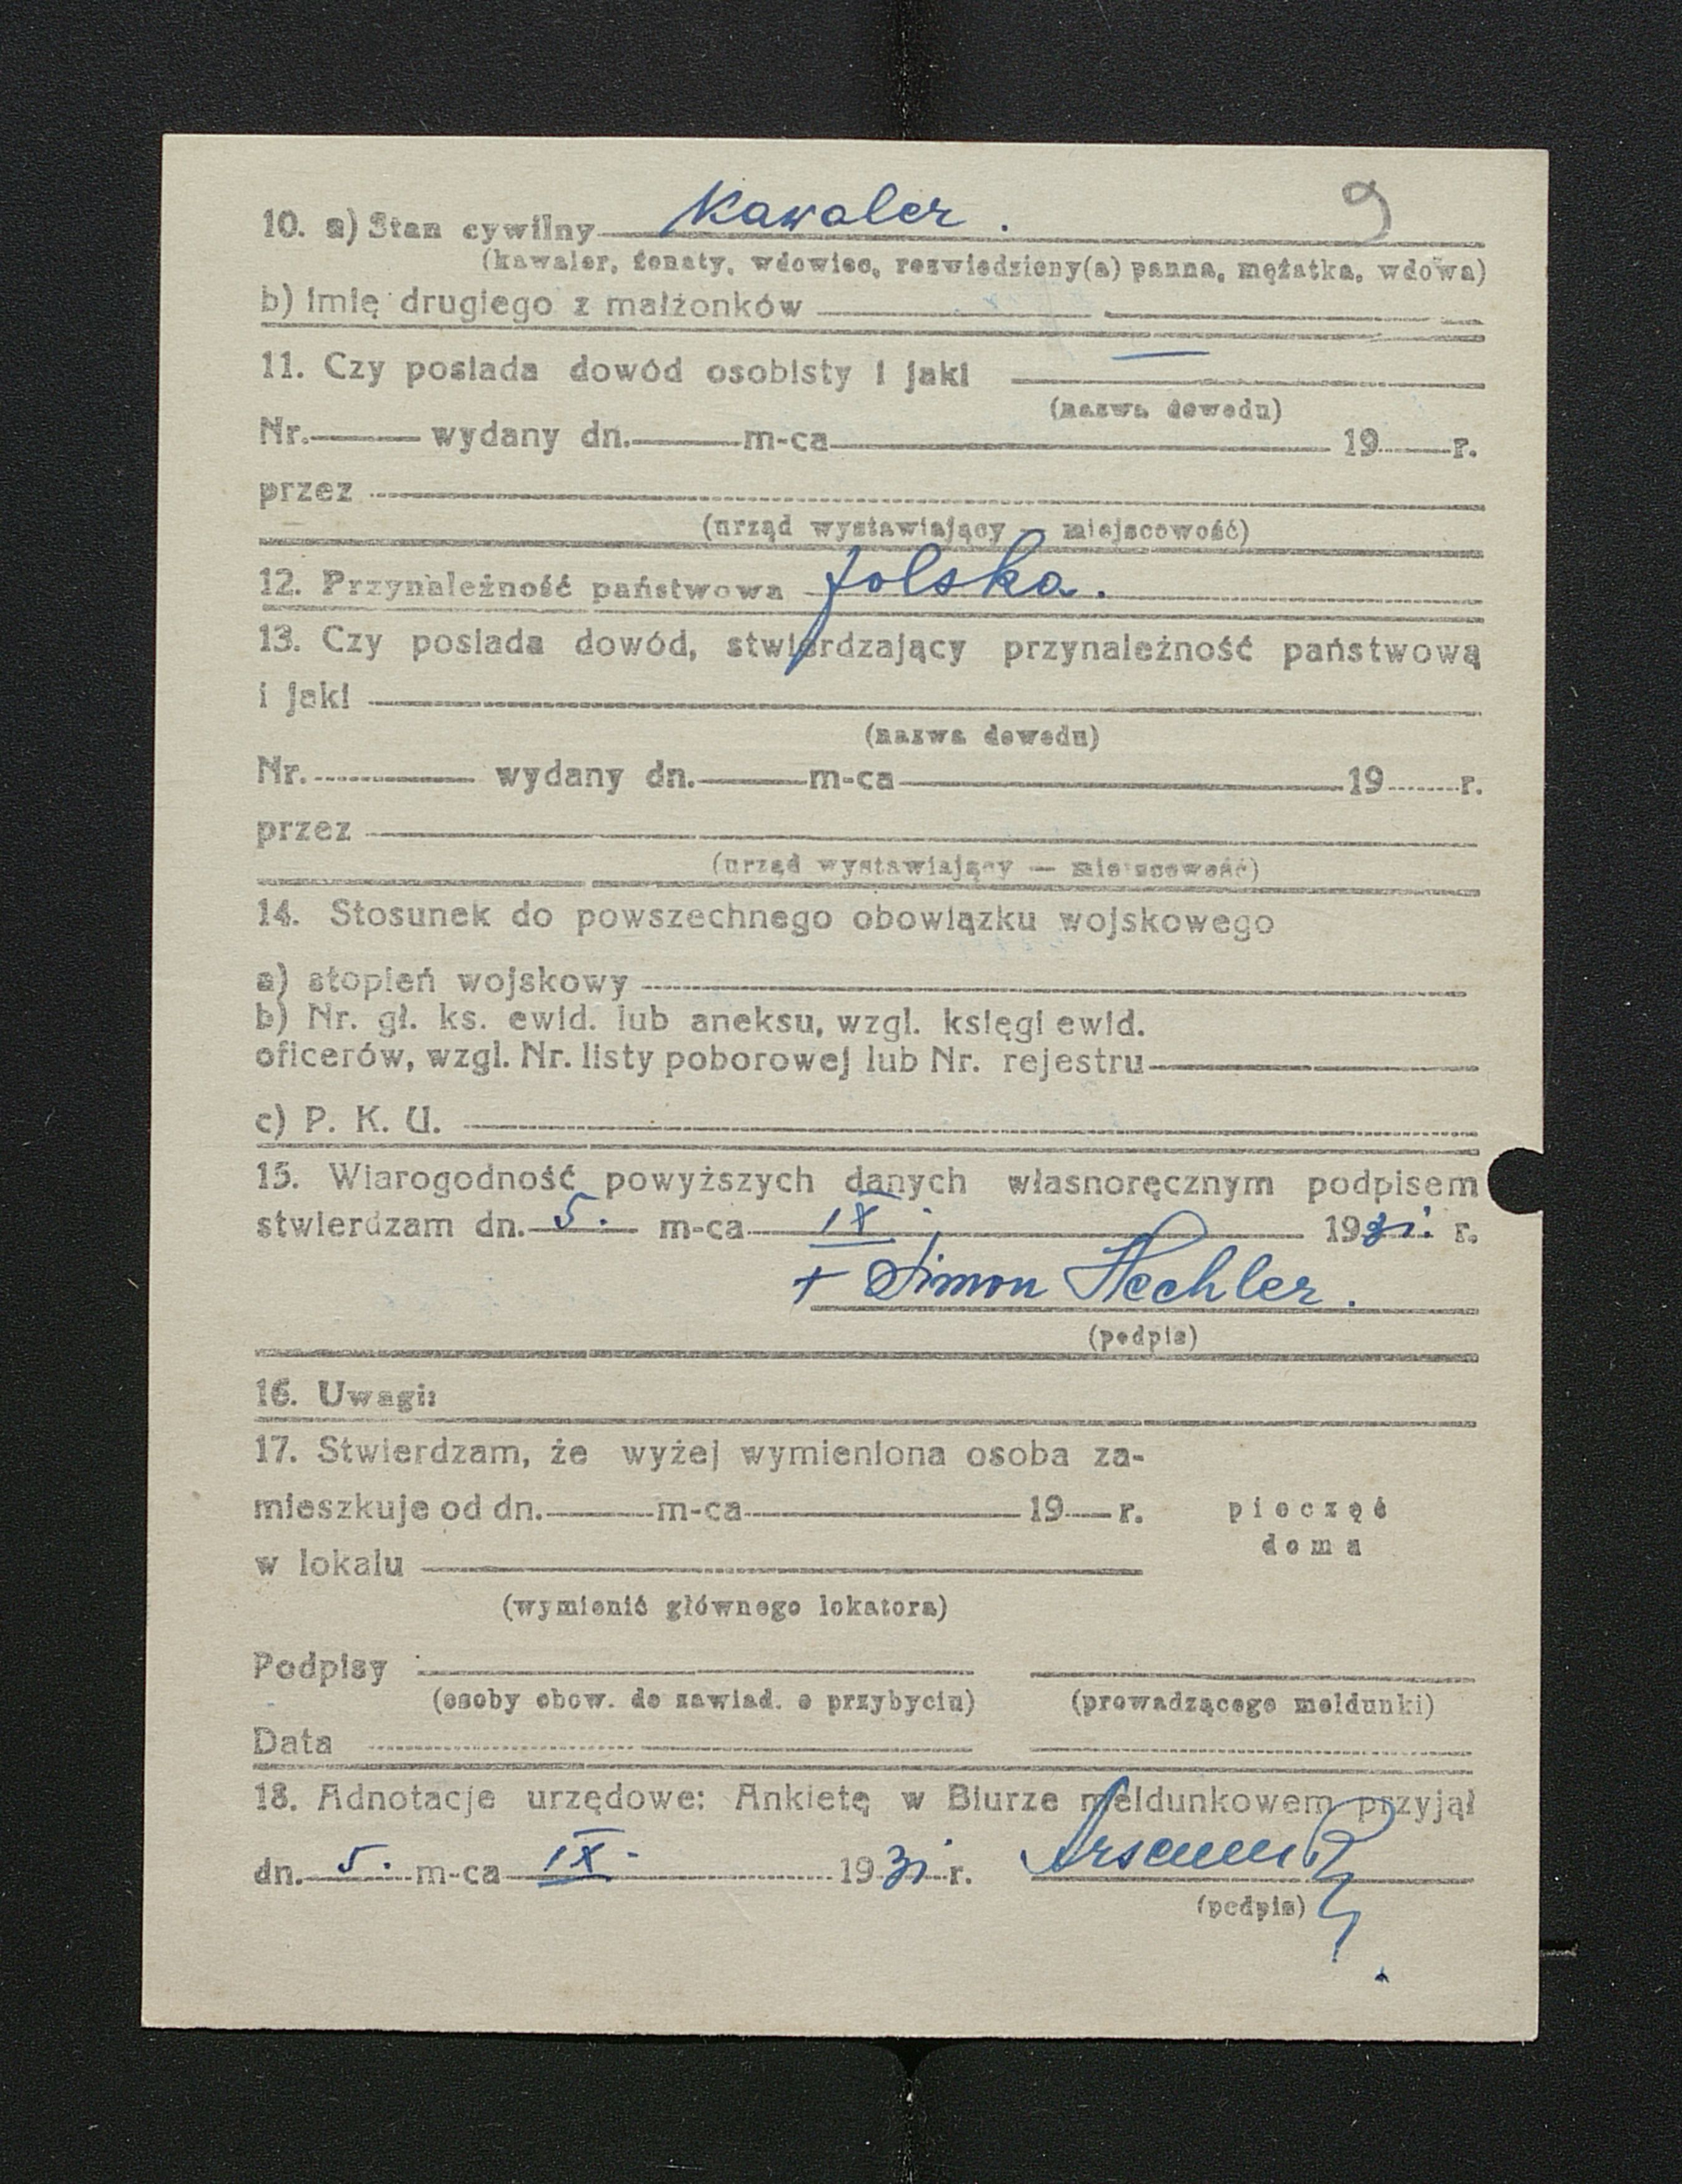 9
10. a) Stan cywilny Kawaler .
(kawaler, żonaty, wdowiec, rozwiedziony(a) panna, mężatka, wdowa)
b) imię drugiego z małżonków
11. Czy posiada dowód osobisty i jaki —
(nazwa dowodu)
Nr. wydany dn. m-ca 19 r.
przez
(urząd wystawiający — miejscowość)
12. Przynależność państwowa Polska.
13. Czy posiada dowód, stwierdzający przynależność państwową
i jaki
(nazwa dowodu)
Nr. wydany dn. m-ca 19 r.
przez
(urząd wystawiający — miejscowość)
14. Stosunek do powszechnego obowiązku wojskowego
a) stopień wojskowy
b) Nr. gł. ks. ewid. lub aneksu, wzgl. księgi ewid.
oficerów, wzgl. Nr. listy poborowej lub Nr. rejestru
c) P. K. U.
15. Wiarogodność powyższych danych własnoręcznym podpisem
stwierdzam dn. 5. m-ca IX. 1931. r.
+ Simon Hechler.
(podpis)
16. Uwagi:
17. Stwierdzam, że wyżej wymieniona osoba za-
mieszkuje od dn. m-ca 19 r. pieczęć
w lokalu domu
(wymienić głównego lokatora)
Podpisy
(osoby obow. do zawiad. o przybyciu) (prowadzącego meldunki)
Data
18. Adnotacje urzędowe: Ankietę w Biurze meldunkowem przyjął
dn. 5. m-ca IX. 1931 r.
(podpis)